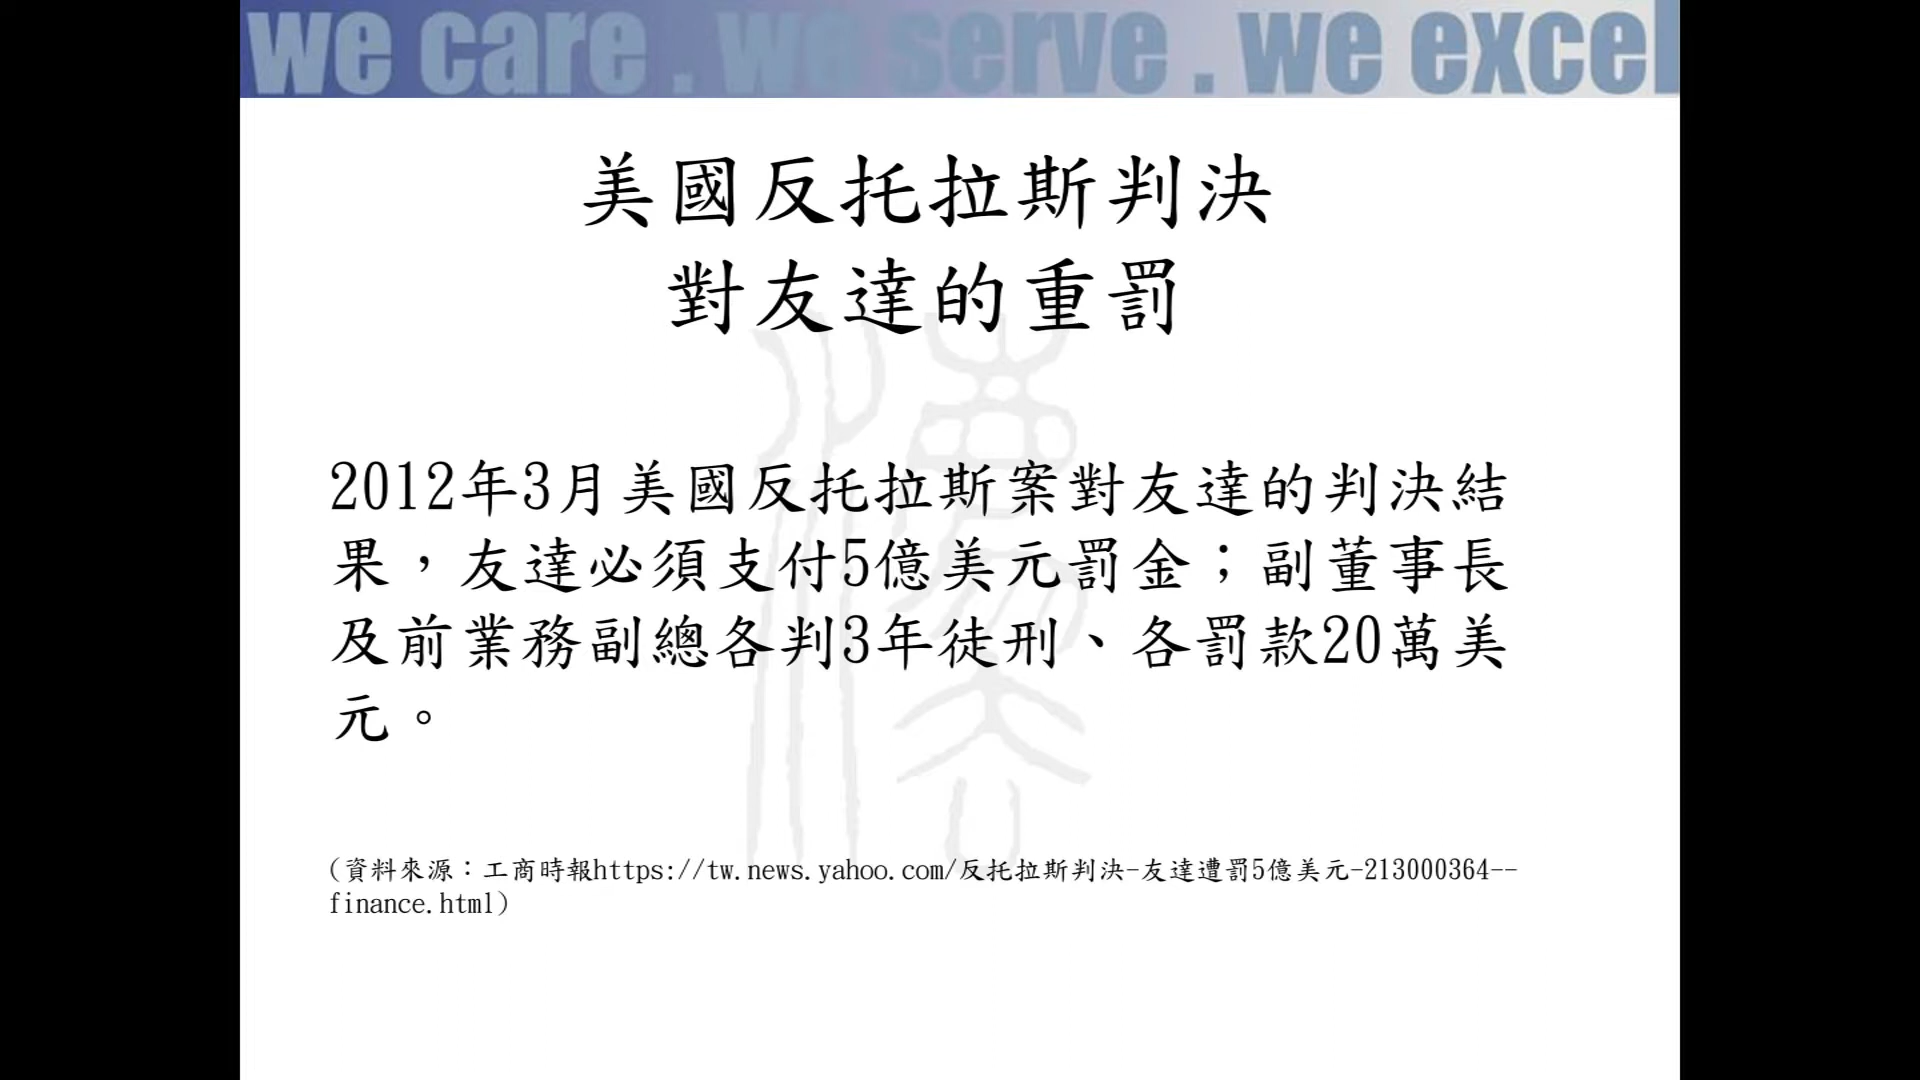 we care . we serve . we excel
美國反托拉斯判決
對友達的重罰
2012年3月美國反托拉斯案對友達的判決結
果，友達必須支付5億美元罰金；副董事長
及前業務副總各判3年徒刑、各罰款20萬美
元。
(資料來源：工商時報https://tw.news.yahoo.com/反托拉斯判決-友達遭罰5億美元-213000364--
finance.html)